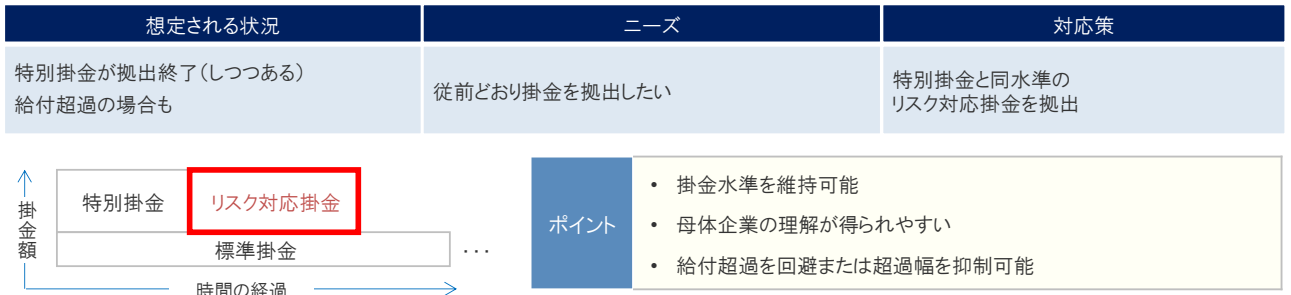 想定される状況
ニーズ
対応策
特別掛金が拠出終了(しつつある)
給付超過の場合も
従前どおり掛金を拠出したい
特別掛金と同水準の
リスク対応掛金を拠出
掛金額
特別掛金
リスク対応掛金
標準掛金
・・・
時間の経過
ポイント
• 掛金水準を維持可能
• 母体企業の理解が得られやすい
• 給付超過を回避または超過幅を抑制可能